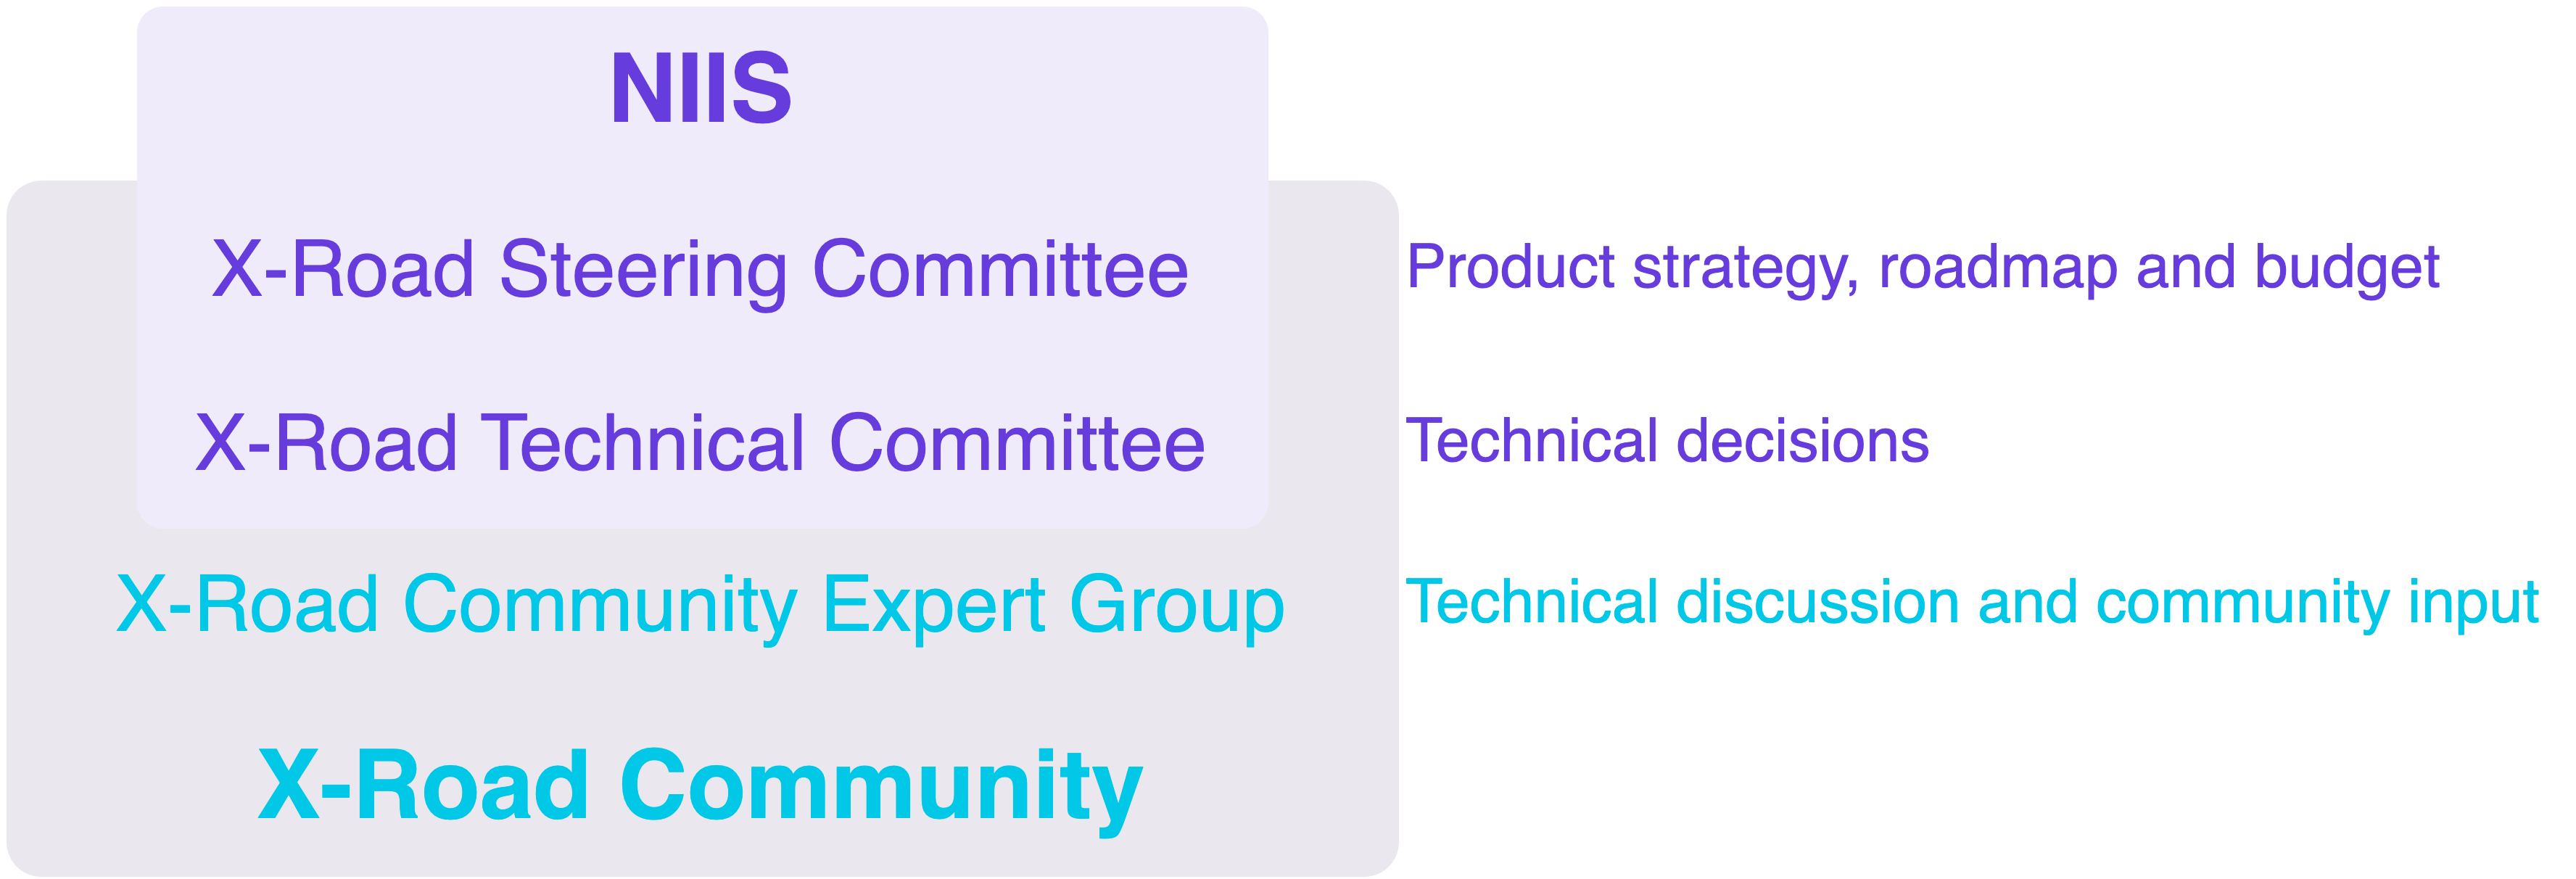 NIIS
X-Road Steering Committee
Product strategy, roadmap and budget
X-Road Technical Committee
Technical decisions
X-Road Community Expert Group
Technical discussion and community input
X-Road Community